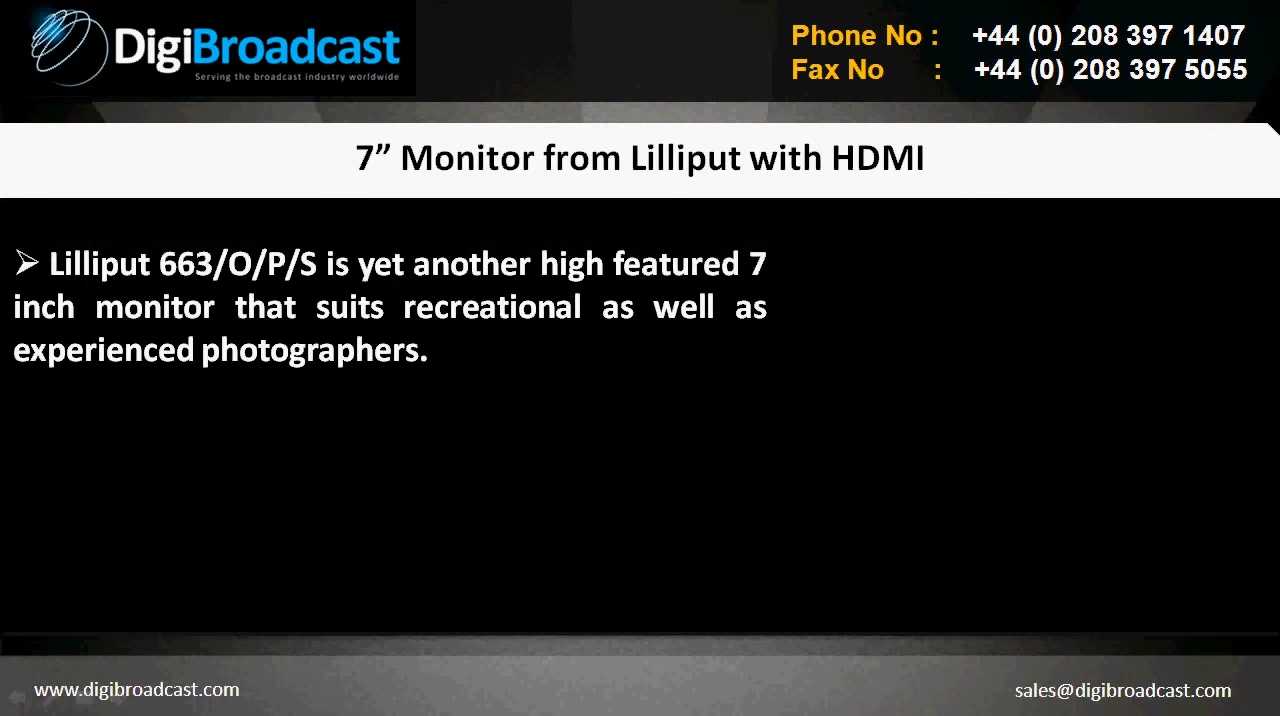 DigiBroadcast
Serving the broadcast industry worldwide
Phone No : +44 (0) 208 397 1407
Fax No : +44 (0) 208 397 5055
7” Monitor from Lilliput with HDMI
➢ Lilliput 663/O/P/S is yet another high featured 7
inch monitor that suits recreational as well as
experienced photographers.
www.digibroadcast.com
sales@digibroadcast.com